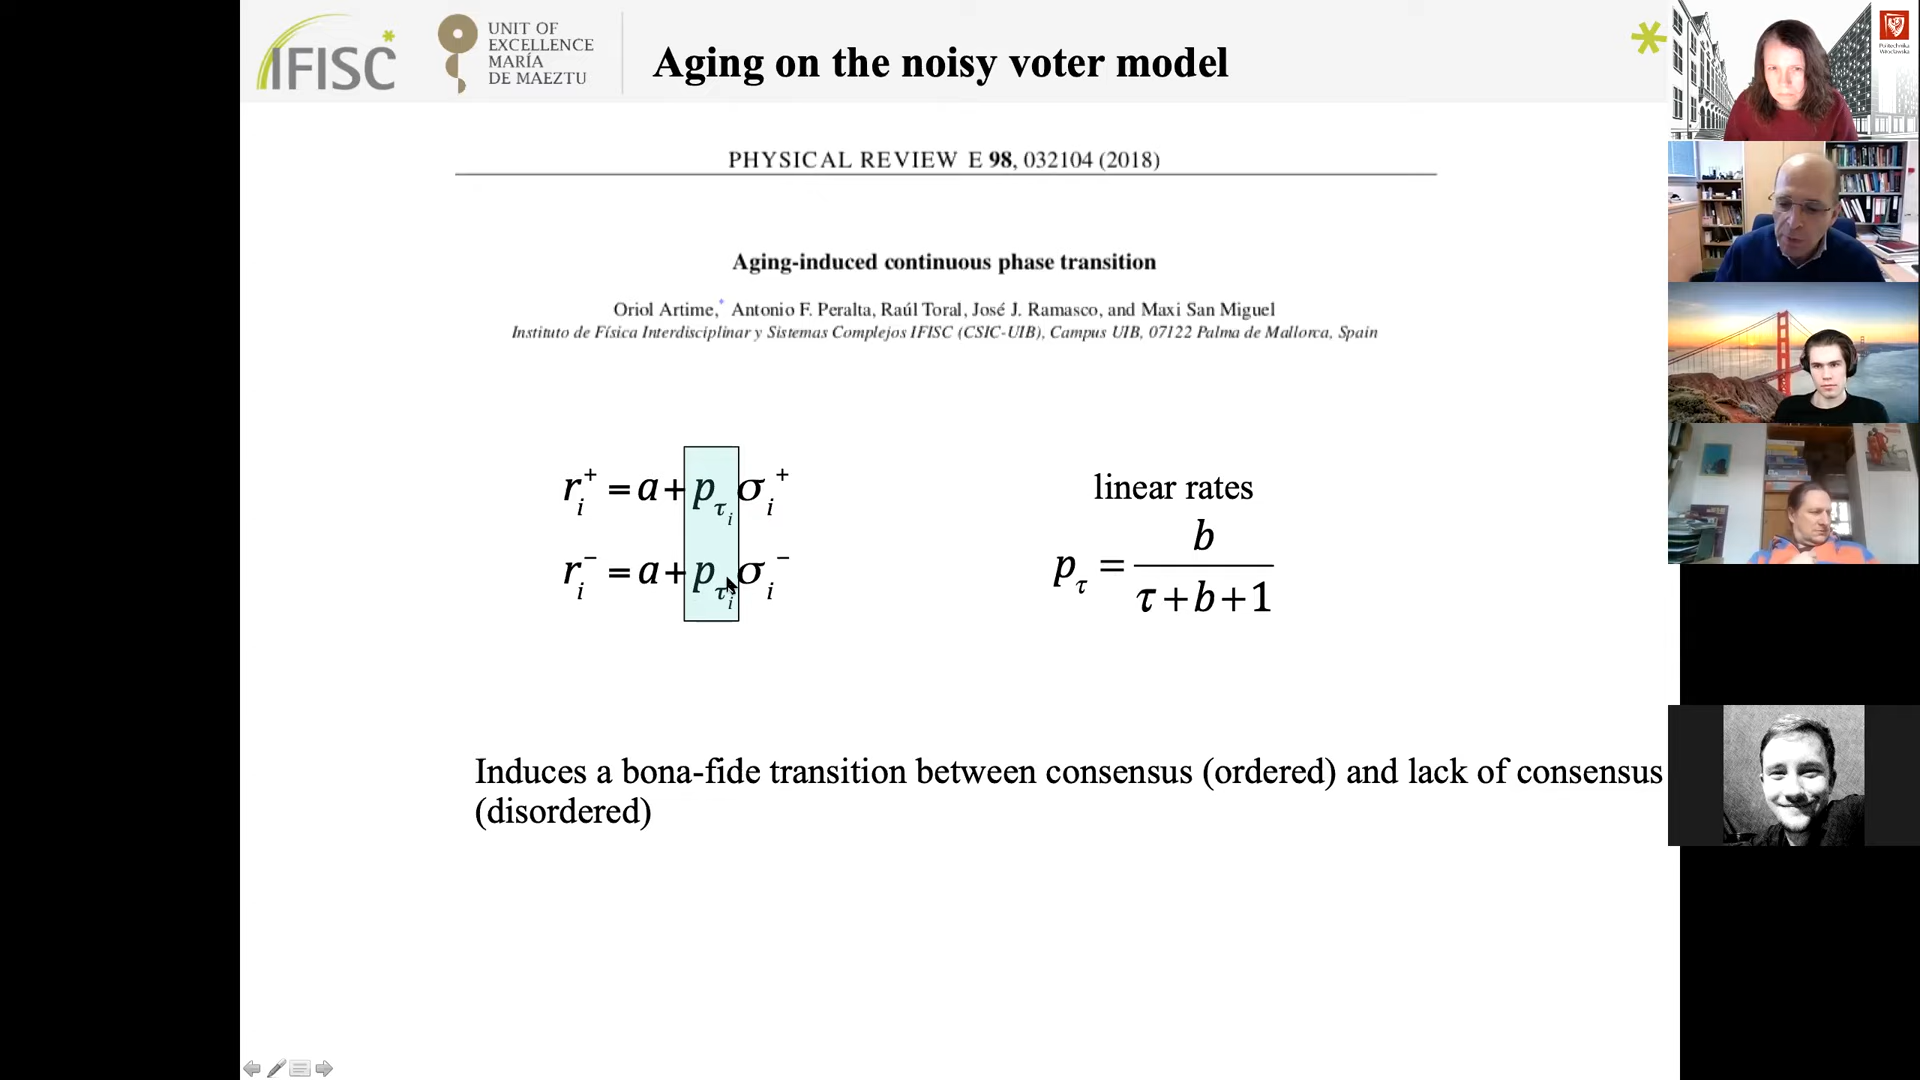 IFISC
UNIT OF
EXCELLENCE
MARÍA
DE MAEZTU
Aging on the noisy voter model
PHYSICAL REVIEW E 98, 032104 (2018)
Aging-induced continuous phase transition
Oriol Artime,* Antonio F. Peralta, Raúl Toral, José J. Ramasco, and Maxi San Miguel
Instituto de Física Interdisciplinar y Sistemas Complejos IFISC (CSIC-UIB), Campus UIB, 07122 Palma de Mallorca, Spain
r_i^+ = a + p_{τ_i} σ_i^+
r_i^- = a + p_{τ_i} σ_i^-
linear rates
p_τ = b / (τ + b + 1)
Induces a bona-fide transition between consensus (ordered) and lack of consensus
(disordered)
Politechnika
Wrocławska